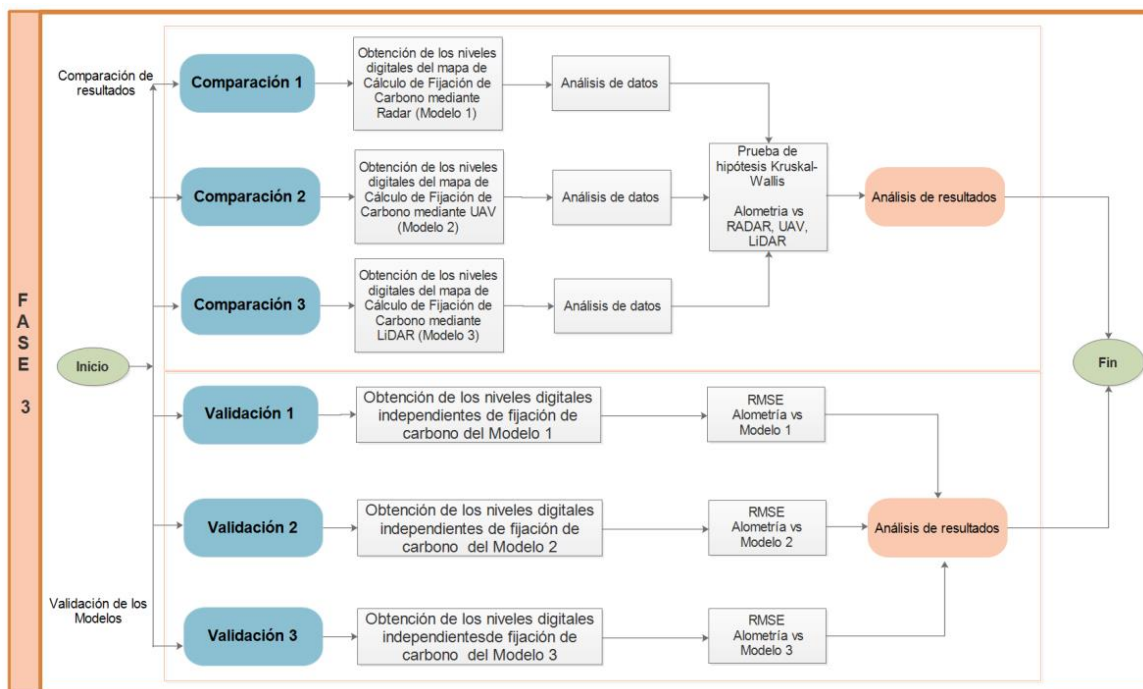 FASE 3
Comparación de
resultados
Comparación 1
Obtención de los niveles
digitales del mapa de
Cálculo de Fijación de
Carbono mediante
Radar (Modelo 1)
Análisis de datos
Comparación 2
Obtención de los niveles
digitales del mapa de
Cálculo de Fijación de
Carbono mediante UAV
(Modelo 2)
Análisis de datos
Comparación 3
Obtención de los niveles
digitales del mapa de
Cálculo de Fijación de
Carbono mediante
LiDAR (Modelo 3)
Análisis de datos
Prueba de
hipótesis Kruskal-
Wallis
Alometria vs
RADAR, UAV,
LiDAR
Análisis de resultados
Inicio
Fin
Validación 1
Obtención de los niveles digitales
independientes de fijación de
carbono del Modelo 1
RMSE
Alometría vs
Modelo 1
Validación 2
Obtención de los niveles digitales
independientes de fijación de
carbono del Modelo 2
RMSE
Alometría vs
Modelo 2
Análisis de resultados
Validación de los
Modelos
Validación 3
Obtención de los niveles digitales
independientesde fijación de
carbono del Modelo 3
RMSE
Alometría vs
Modelo 3